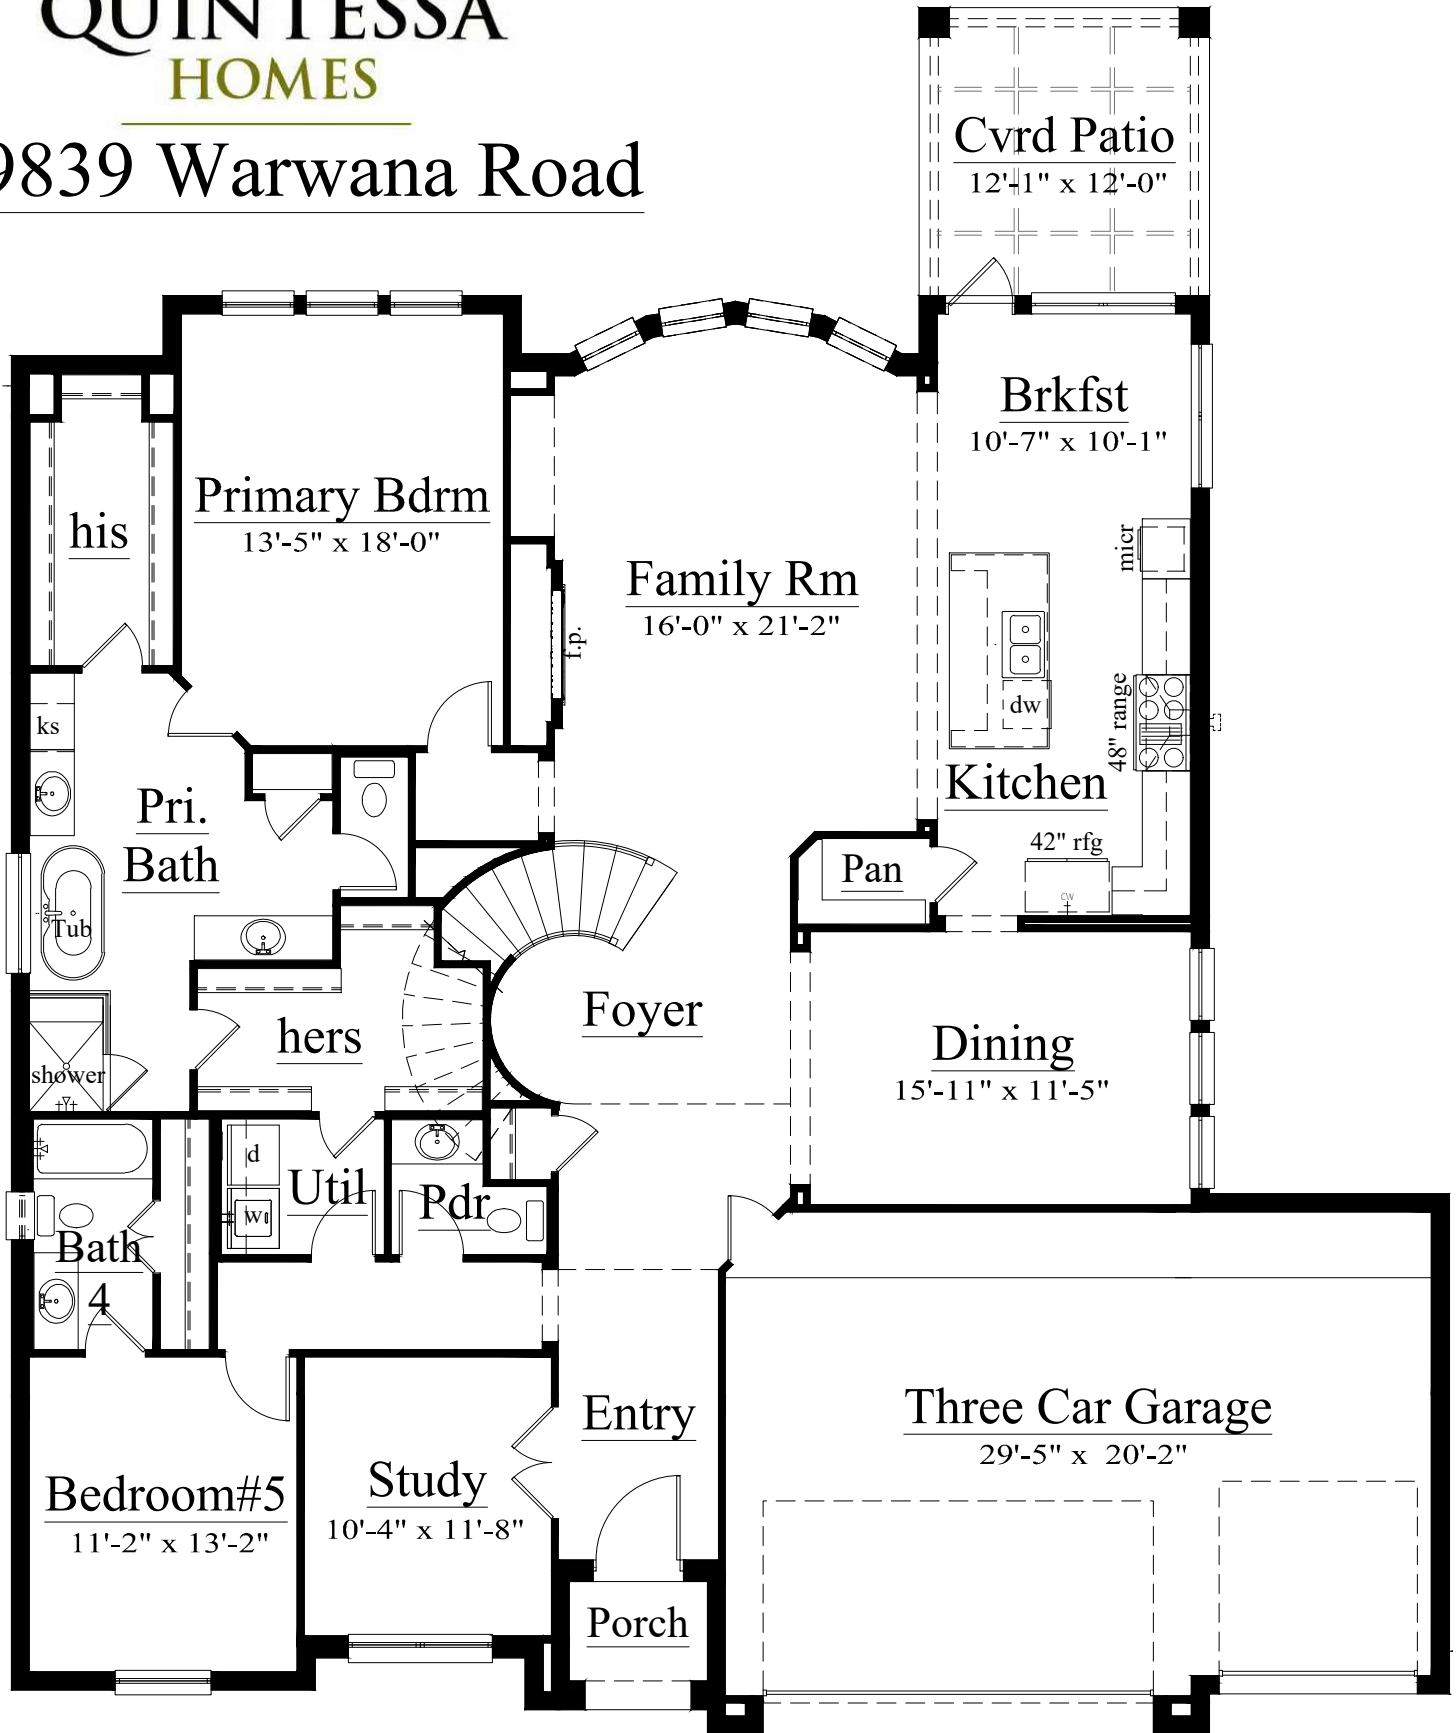 QUINTESSA
HOMES
9839 Warwana Road
Cvrd Patio
12'-1" x 12'-0"
Brkfst
10'-7" x 10'-1"
Primary Bdrm
13'-5" x 18'-0"
his
micr
Family Rm
16'-0" x 21'-2"
f.p.
ks
dw
48" range
Kitchen
Pri.
Bath
42" rfg
Pan
CW
Tub
Foyer
hers
Dining
15'-11" x 11'-5"
shower
d
Util
Pdr
w
Bath
4
Entry
Three Car Garage
29'-5" x 20'-2"
Bedroom#5
11'-2" x 13'-2"
Study
10'-4" x 11'-8"
Porch